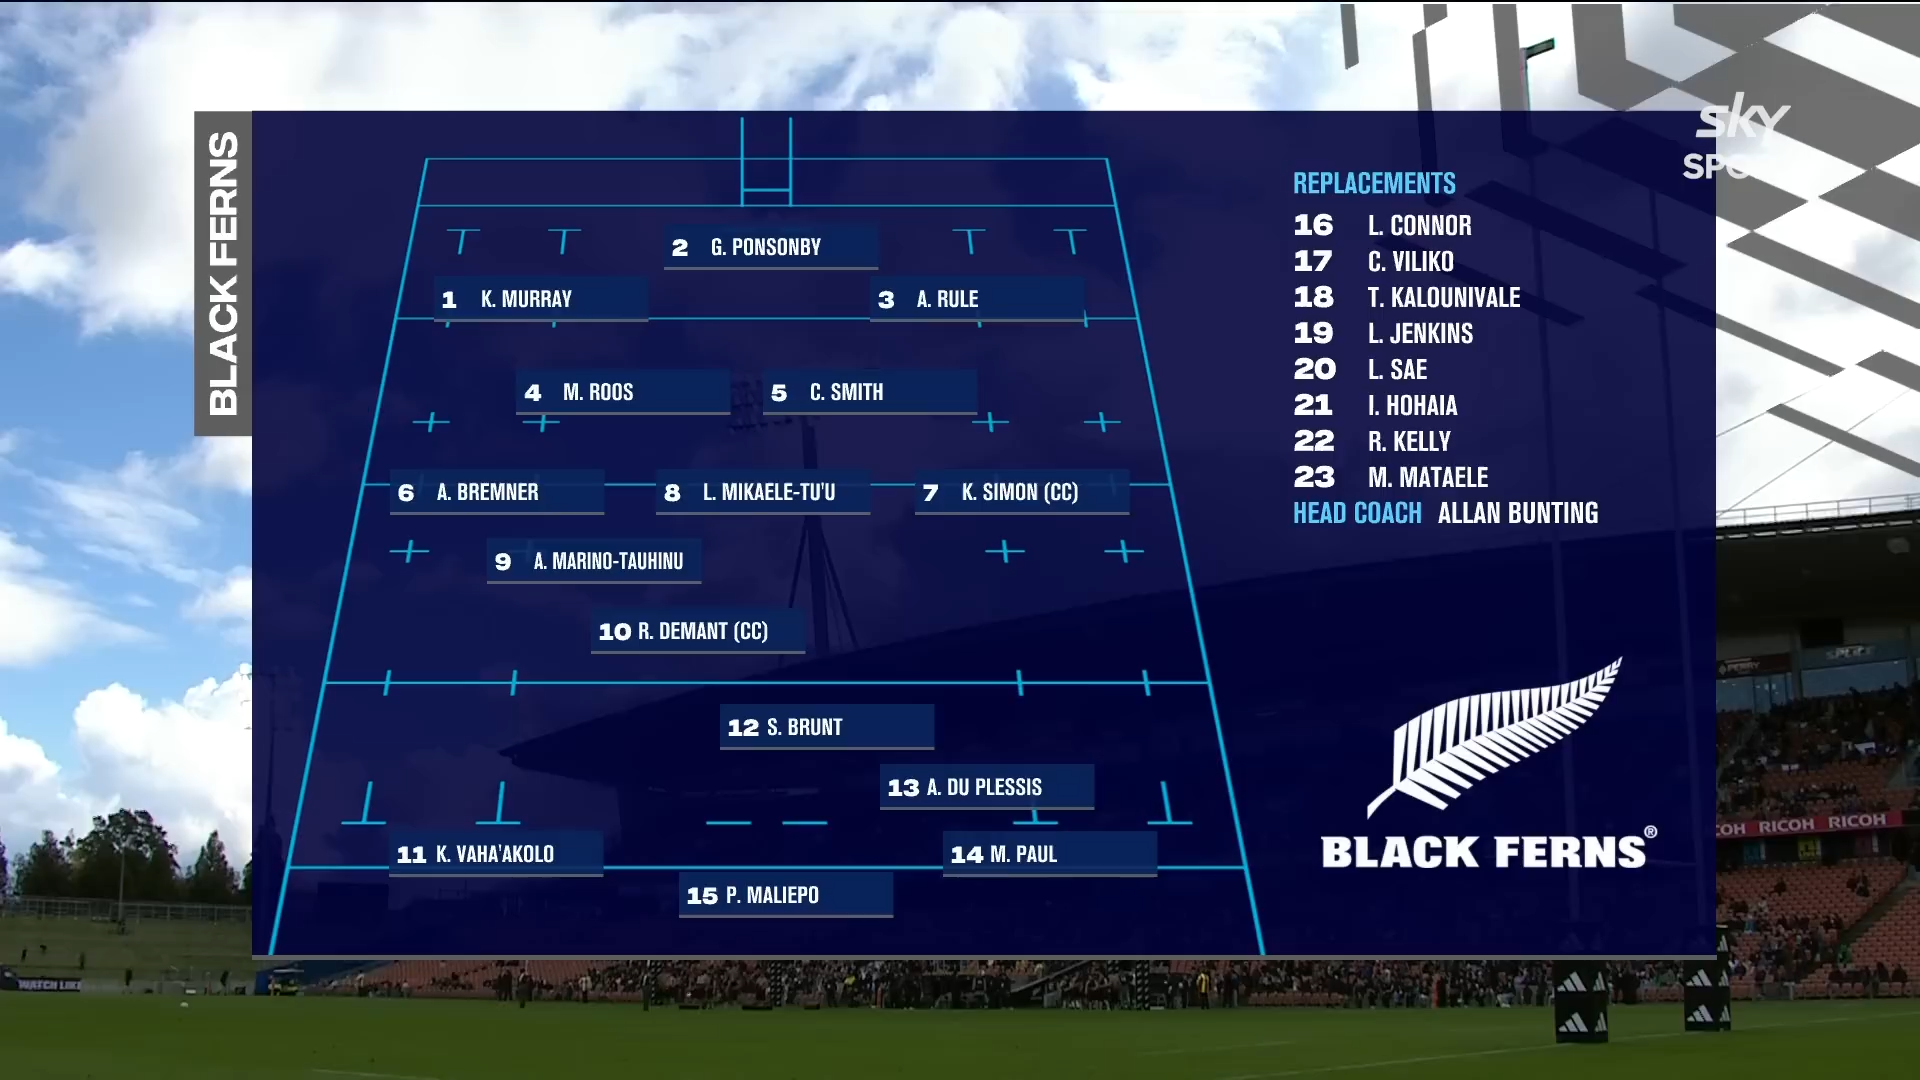 BLACK FERNS
sky
SPO
2 G. PONSONBY
1 K. MURRAY
3 A. RULE
4 M. ROOS
5 C. SMITH
6 A. BREMNER
8 L. MIKAELE-TU'U
7 K. SIMON (CC)
9 A. MARINO-TAUHINU
10 R. DEMANT (CC)
12 S. BRUNT
13 A. DU PLESSIS
11 K. VAHA'AKOLO
14 M. PAUL
15 P. MALIEPO
REPLACEMENTS
16 L. CONNOR
17 C. VILIKO
18 T. KALOUNIVALE
19 L. JENKINS
20 L. SAE
21 I. HOHAIA
22 R. KELLY
23 M. MATAELE
HEAD COACH ALLAN BUNTING
BLACK FERNS®
RICOH RICOH
WATCH LIKE